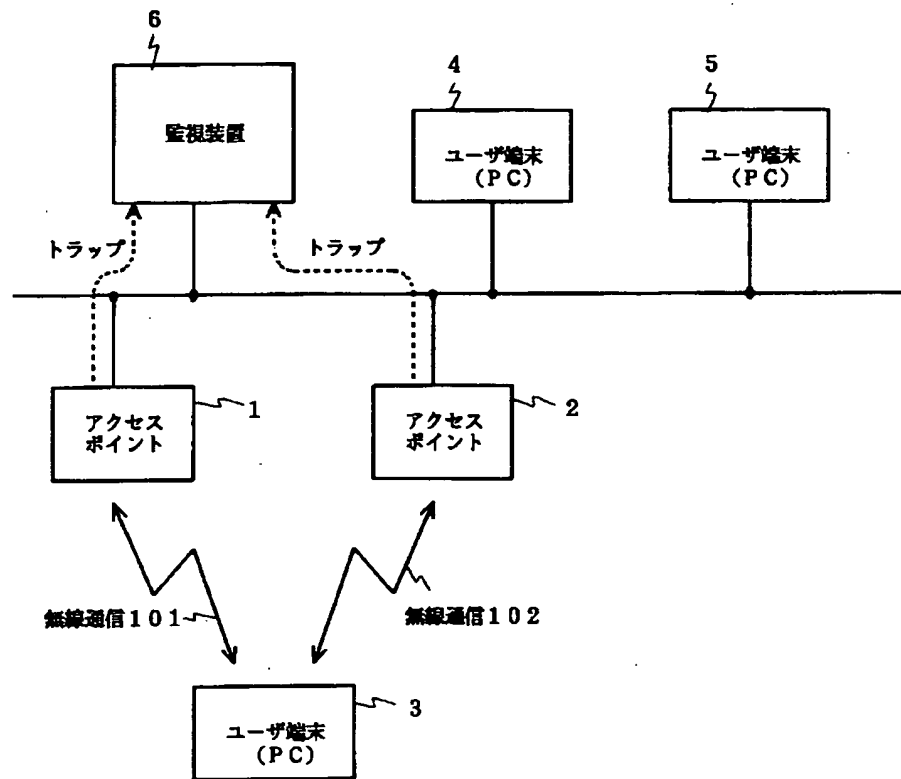 6
監視装置
4
ユーザ端末
(PC)
5
ユーザ端末
(PC)
トラップ
トラップ
アクセス
ポイント
1
アクセス
ポイント
2
無線通信101
無線通信102
ユーザ端末
(PC)
3